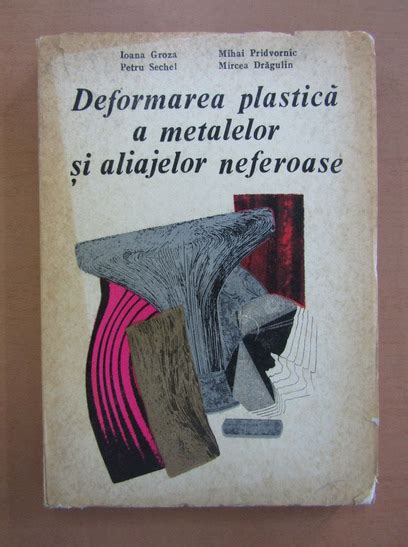 Ioana Groza Mihai Pridvornic
Petru Sechel Mircea Drăgulin
Deformarea plastică
a metalelor
și aliajelor neferoase